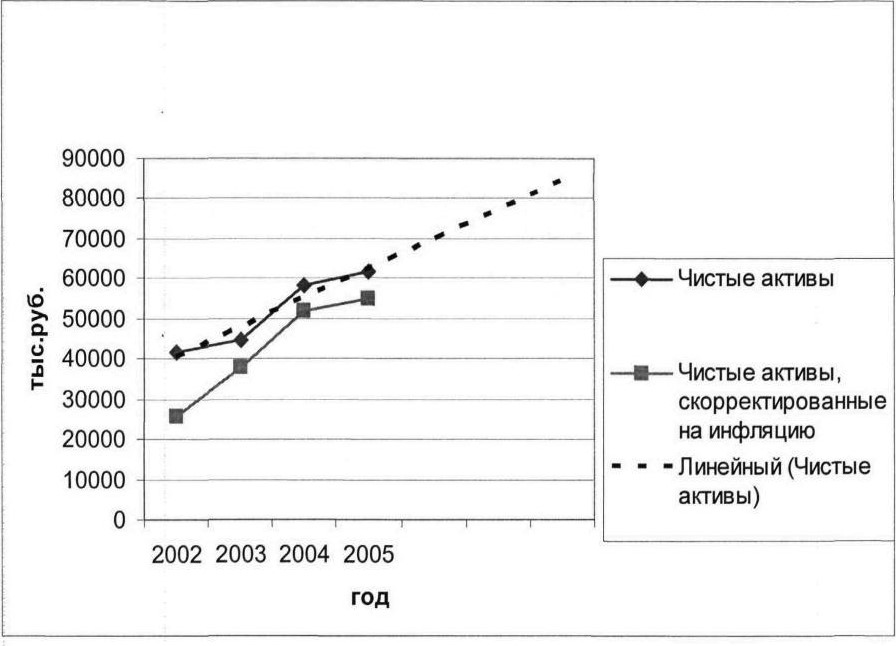 90000
80000
70000
60000
50000
40000
30000
20000
10000
0
тыс.руб.
2002 2003 2004 2005
год
Чистые активы
Чистые активы,
скорректированные
на инфляцию
Линейный (Чистые
активы)